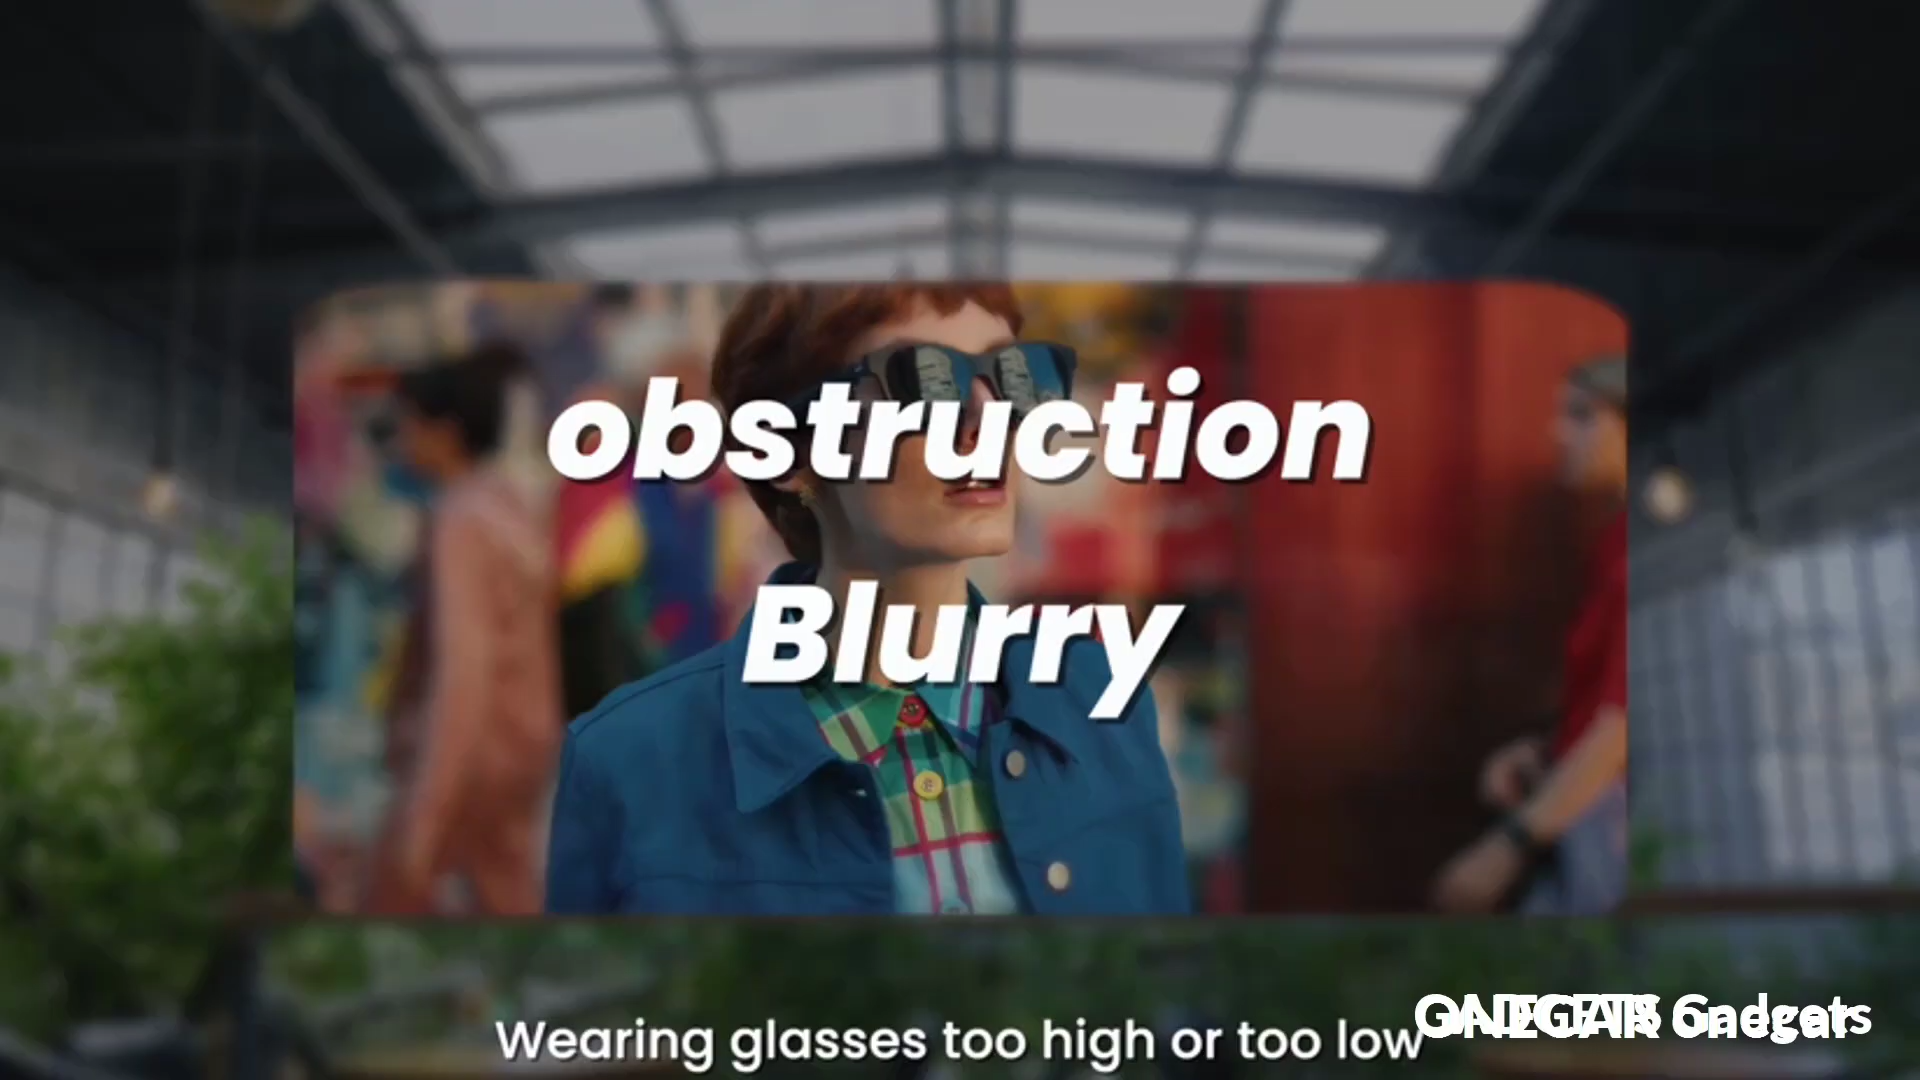 obstruction
Blurry
Wearing glasses too high or too low